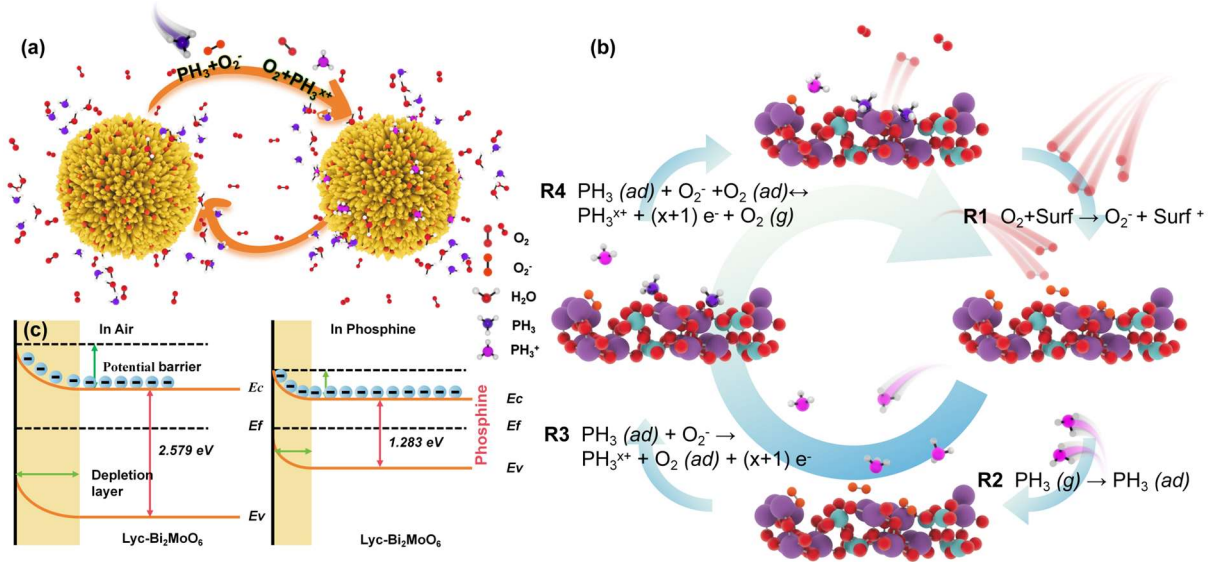 (a)
PH₃+O₂⁻
O₂+PH₃ˣ⁺
O₂
O₂⁻
H₂O
PH₃
PH₃⁺
(b)
R4 PH₃ (ad) + O₂⁻ +O₂ (ad)↔
PH₃ˣ⁺ + (x+1) e⁻+ O₂ (g)
R1 O₂+Surf → O₂⁻ + Surf ⁺
R3 PH₃ (ad) + O₂⁻ →
PH₃ˣ⁺ + O₂ (ad) + (x+1) e⁻
R2 PH₃ (g) → PH₃ (ad)
(c)
In Air
Potential barrier
Ec
Ef
2.579 eV
Depletion
layer
Ev
Lyc-Bi₂MoO₆
In Phosphine
Ec
Ef
1.283 eV
Ev
Lyc-Bi₂MoO₆
Phosphine